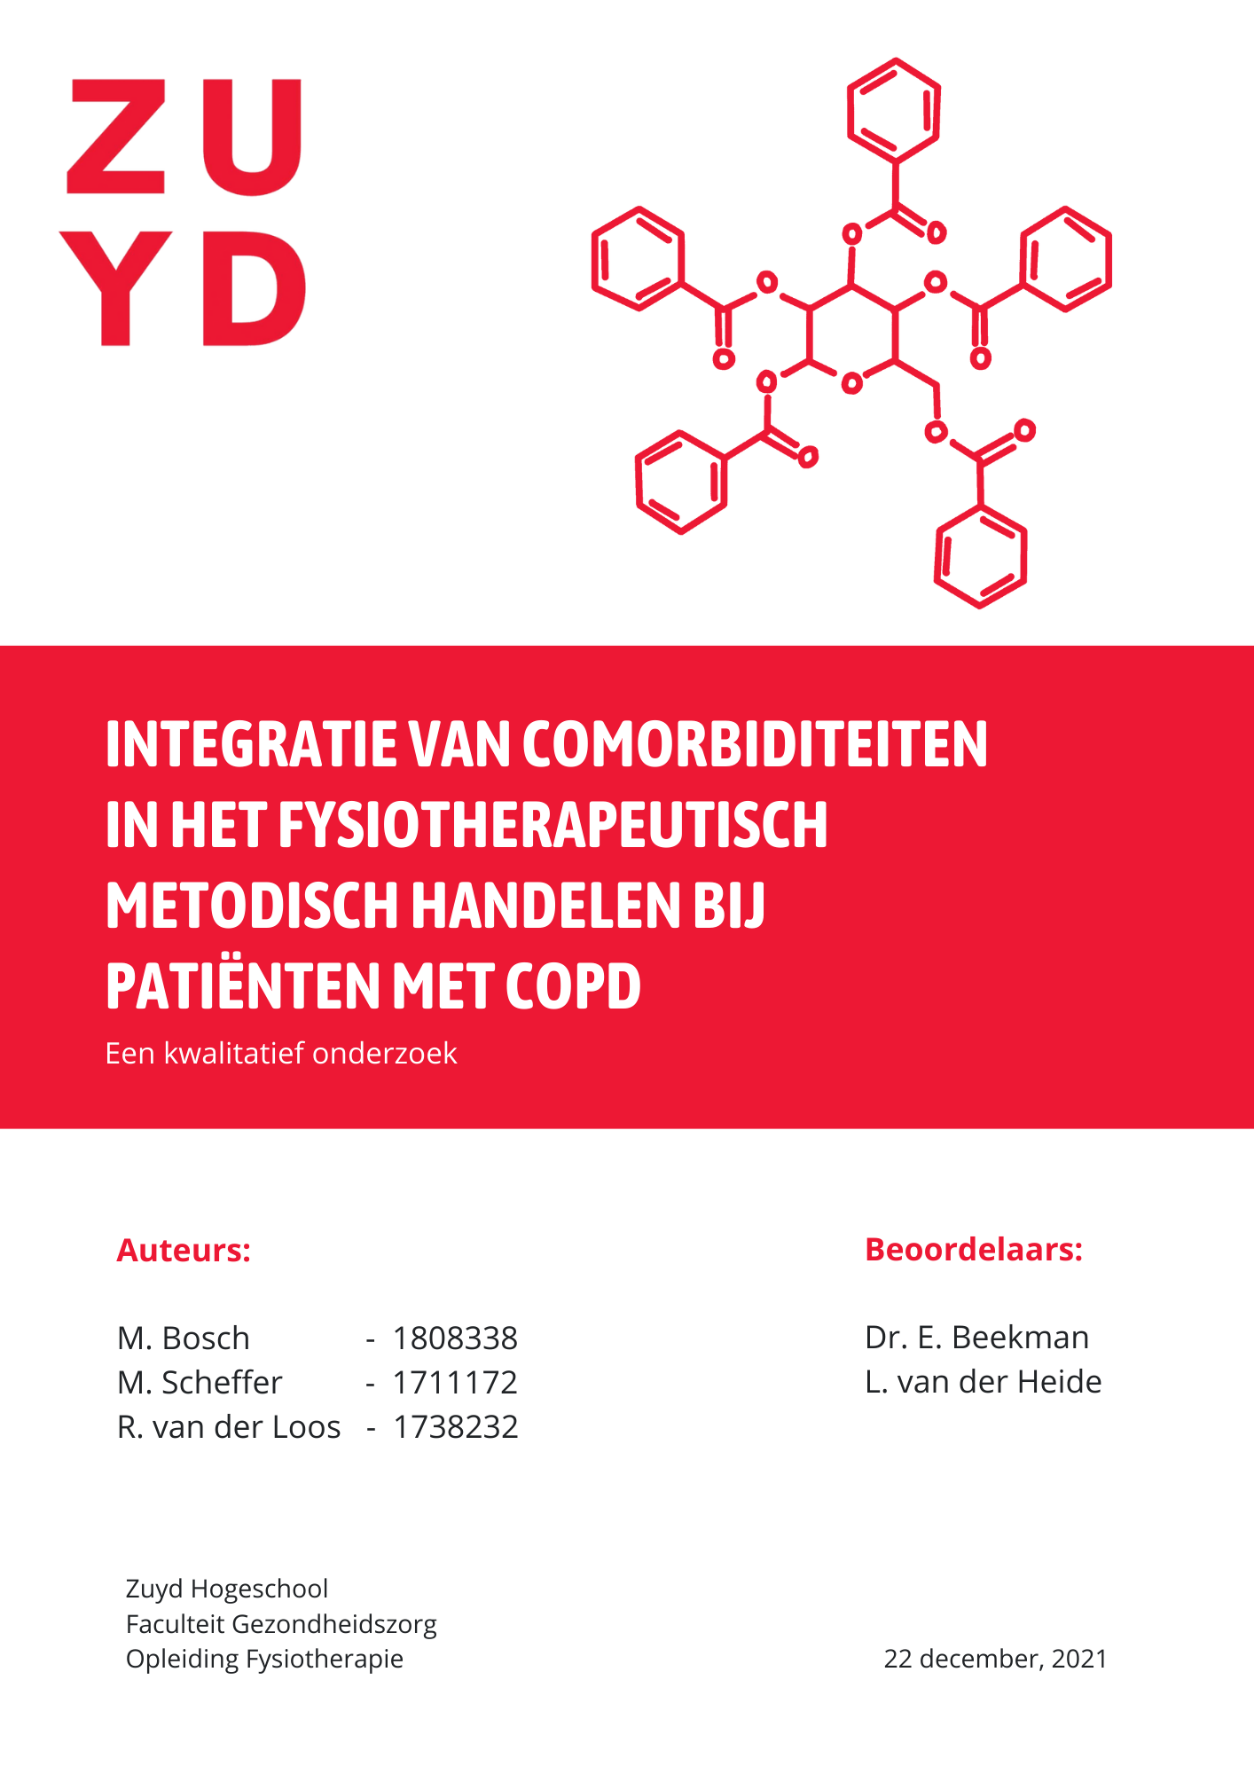 ZU
YD
INTEGRATIE VAN COMORBIDITEITEN
IN HET FYSIOTHERAPEUTISCH
METODISCH HANDELEN BIJ
PATIËNTEN MET COPD
Een kwalitatief onderzoek
Auteurs:
M. Bosch - 1808338
M. Scheffer - 1711172
R. van der Loos - 1738232
Beoordelaars:
Dr. E. Beekman
L. van der Heide
Zuyd Hogeschool
Faculteit Gezondheidszorg
Opleiding Fysiotherapie
22 december, 2021